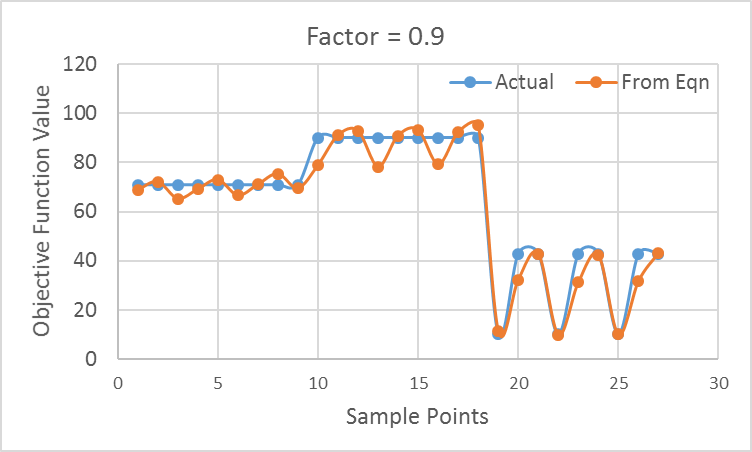 Factor = 0.9
Actual From Eqn
120
100
80
60
40
20
0
Objective Function Value
0 5 10 15 20 25 30
Sample Points